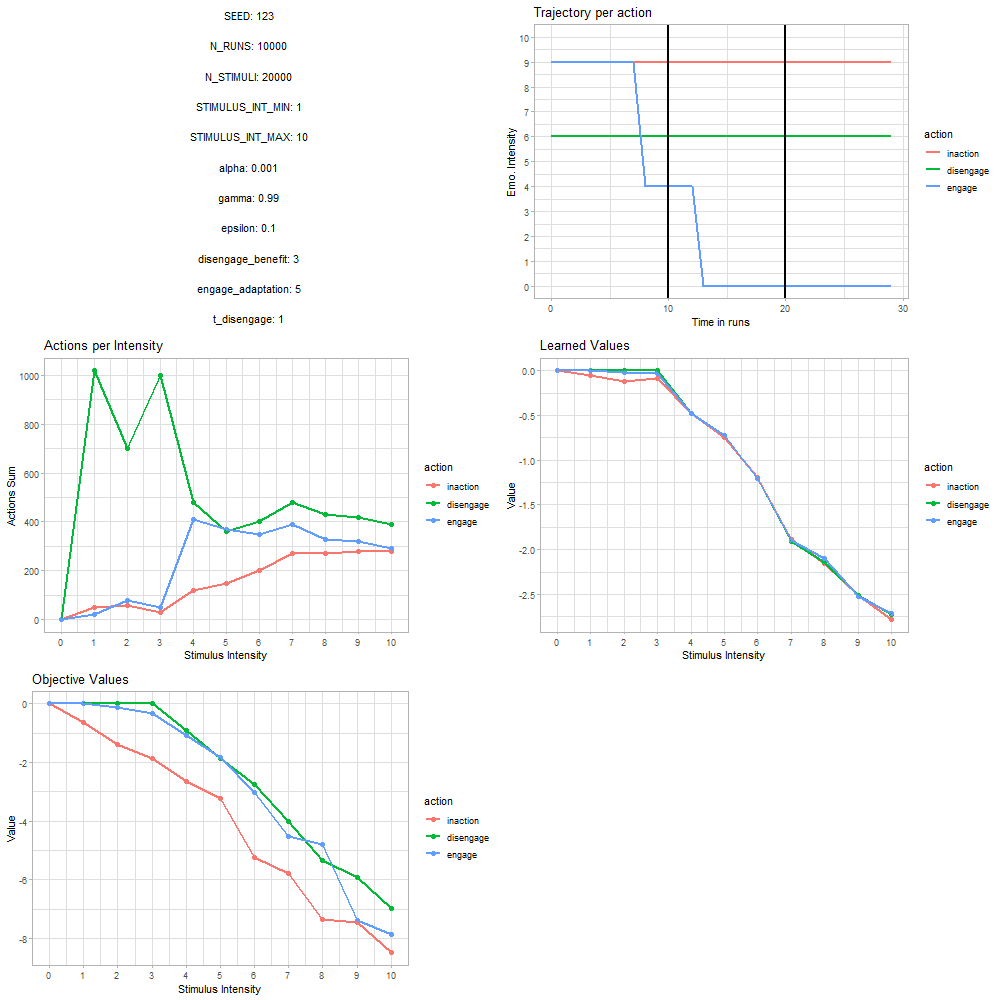 SEED: 123
N_RUNS: 10000
N_STIMULI: 20000
STIMULUS_INT_MIN: 1
STIMULUS_INT_MAX: 10
alpha: 0.001
gamma: 0.99
epsilon: 0.1
disengage_benefit: 3
engage_adaptation: 5
t_disengage: 1
Trajectory per action
10
9
8
7
6
5
4
3
2
1
0
Emo. Intensity
0 10 20 30
Time in runs
action
inaction
disengage
engage
Actions per Intensity
1000
800
600
400
200
0
Actions Sum
0 1 2 3 4 5 6 7 8 9 10
Stimulus Intensity
action
inaction
disengage
engage
Learned Values
0.0
-0.5
-1.0
-1.5
-2.0
-2.5
Value
0 1 2 3 4 5 6 7 8 9 10
Stimulus Intensity
action
inaction
disengage
engage
Objective Values
0
-2
-4
-6
-8
Value
0 1 2 3 4 5 6 7 8 9 10
Stimulus Intensity
action
inaction
disengage
engage